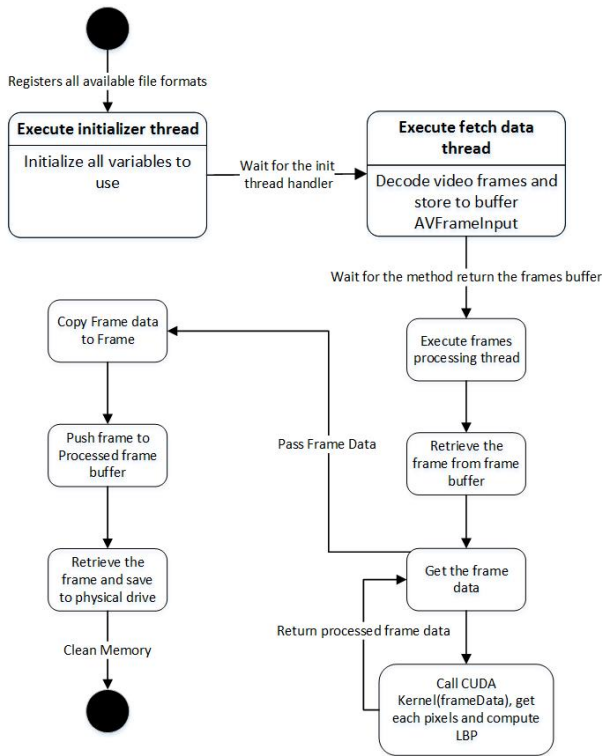 Registers all available file formats
Execute initializer thread
Initialize all variables to
use
Wait for the init
thread handler
Execute fetch data
thread
Decode video frames and
store to buffer
AVFrameInput
Wait for the method return the frames buffer
Execute frames
processing thread
Retrieve the
frame from frame
buffer
Get the frame
data
Call CUDA
Kernel(frameData), get
each pixels and compute
LBP
Return processed frame data
Pass Frame Data
Copy Frame data
to Frame
Push frame to
Processed frame
buffer
Retrieve the
frame and save
to physical drive
Clean Memory